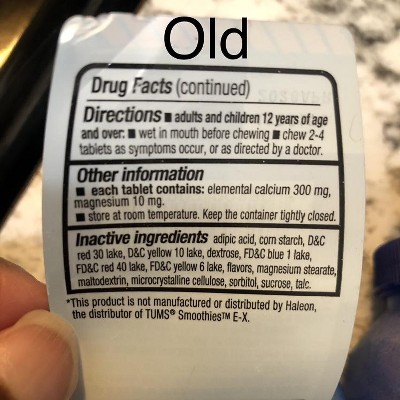 Old
Drug Facts (continued)
Directions ■ adults and children 12 years of age
and over: ■ wet in mouth before chewing ■ chew 2-4
tablets as symptoms occur, or as directed by a doctor.
Other information
■ each tablet contains: elemental calcium 300 mg,
magnesium 10 mg.
■ store at room temperature. Keep the container tightly closed.
Inactive ingredients adipic acid, corn starch, D&C
red 30 lake, D&C yellow 10 lake, dextrose, FD&C blue 1 lake,
FD&C red 40 lake, FD&C yellow 6 lake, flavors, magnesium stearate,
maltodextrin, microcrystalline cellulose, sorbitol, sucrose, talc.
*This product is not manufactured or distributed by Haleon,
the distributor of TUMS® Smoothies™ E-X.